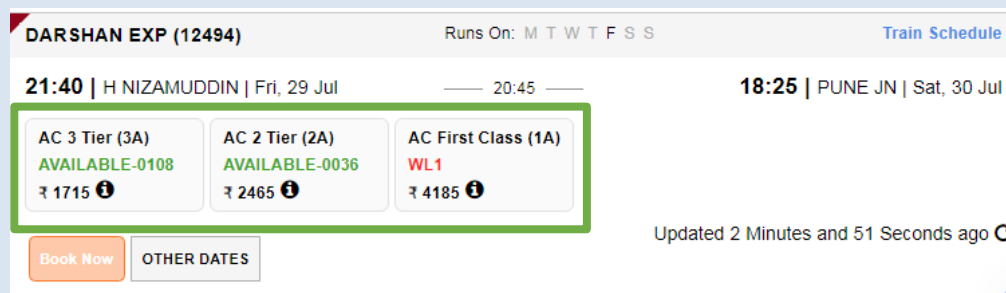 DARSHAN EXP (12494) Runs On: M T W T F S S Train Schedule
21:40 | H NIZAMUDDIN | Fri, 29 Jul 20:45 18:25 | PUNE JN | Sat, 30 Jul
AC 3 Tier (3A) AC 2 Tier (2A) AC First Class (1A)
AVAILABLE-0108 AVAILABLE-0036 WL1
₹ 1715 ₹ 2465 ₹ 4185
Updated 2 Minutes and 51 Seconds ago
Book Now OTHER DATES